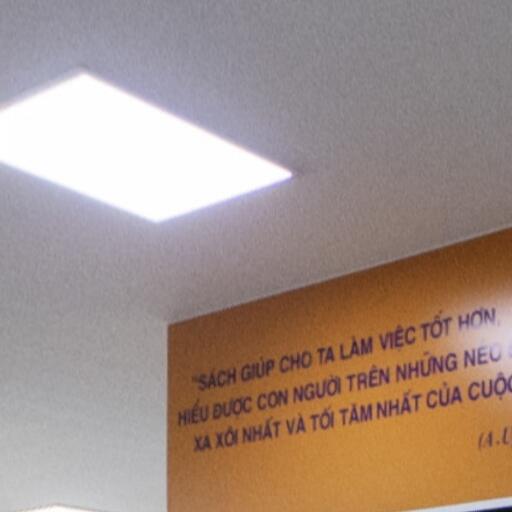 "SÁCH GIÚP CHO TA LÀM VIỆC TỐT HƠN,
HIỂU ĐƯỢC CON NGƯỜI TRÊN NHỮNG NẺO
XA XÔI NHẤT VÀ TỐI TĂM NHẤT CỦA CUỘC
(A.L